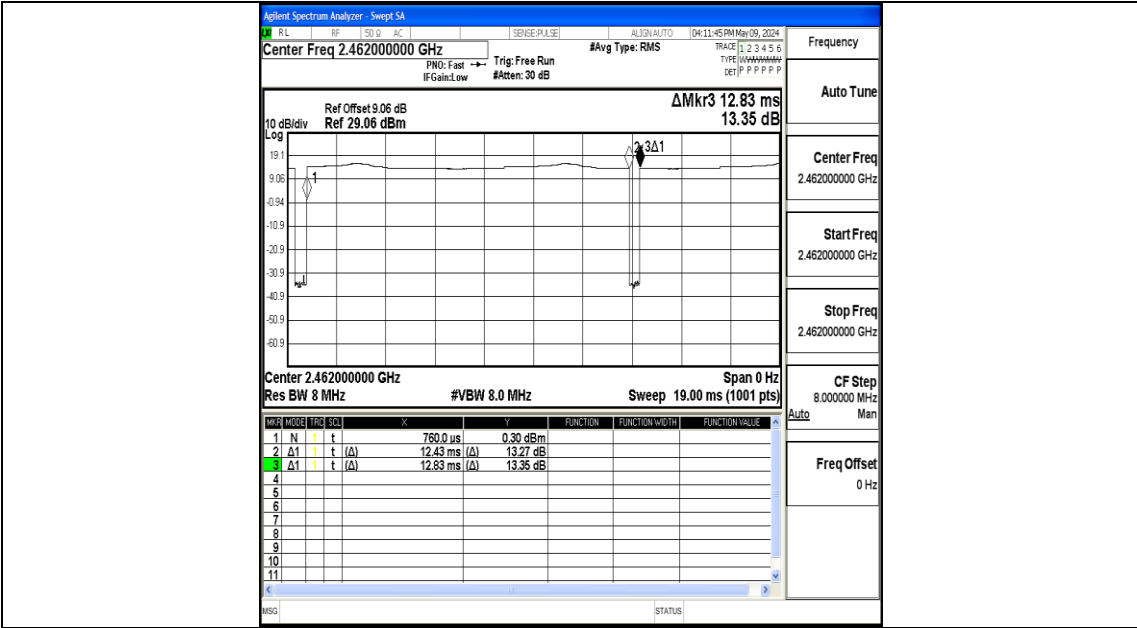 Agilent Spectrum Analyzer - Swept SA
RL RF 50 Ω AC SENSE:PULSE ALIGN AUTO 04:11:45 PM May 09, 2024
Center Freq 2.462000000 GHz
#Avg Type: RMS
TRACE 1 2 3 4 5 6
PNO: Fast
Trig: Free Run
TYPE
IFGain:Low
#Atten: 30 dB
DET P P P P P P
Frequency
Auto Tune
ΔMkr3 12.83 ms
13.35 dB
Ref Offset 9.06 dB
10 dB/div Ref 29.06 dBm
Log
19.1
9.06
-0.94
-10.9
-20.9
-30.9
-40.9
-50.9
-60.9
1
3Δ1
Center Freq
2.462000000 GHz
Start Freq
2.462000000 GHz
Stop Freq
2.462000000 GHz
Center 2.462000000 GHz Span 0 Hz
Res BW 8 MHz #VBW 8.0 MHz Sweep 19.00 ms (1001 pts)
CF Step
8.000000 MHz
Auto Man
MKR MODE TRC SCL X Y FUNCTION FUNCTION WIDTH FUNCTION VALUE
1 N 1 t 760.0 us 0.30 dBm
2 Δ1 1 t (Δ) 12.43 ms (Δ) 13.27 dB
3 Δ1 1 t (Δ) 12.83 ms (Δ) 13.35 dB
4
5
6
7
8
9
10
11
Freq Offset
0 Hz
MSG STATUS